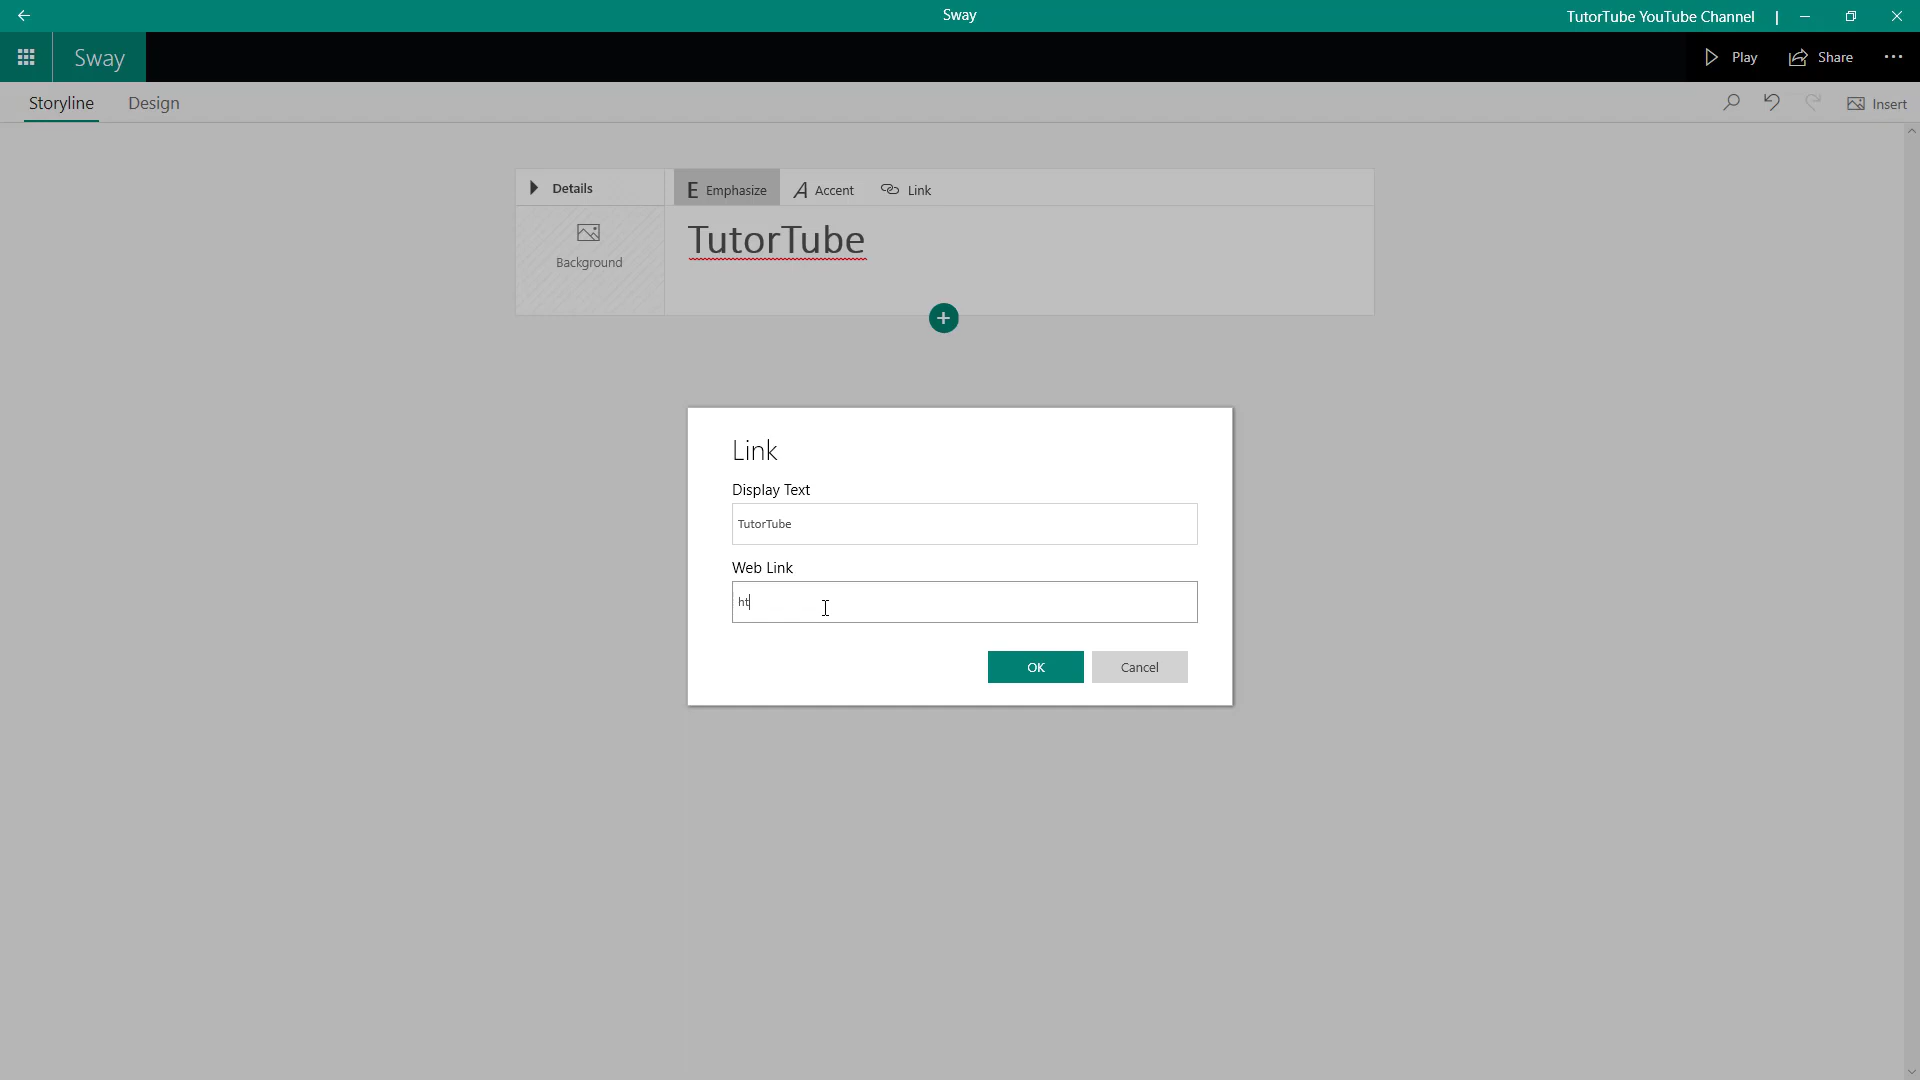 Sway
TutorTube YouTube Channel
Sway
Play
Share
Storyline
Design
Insert
Details
E Emphasize
A Accent
Link
Background
TutorTube
Link
Display Text
TutorTube
Web Link
ht
OK
Cancel